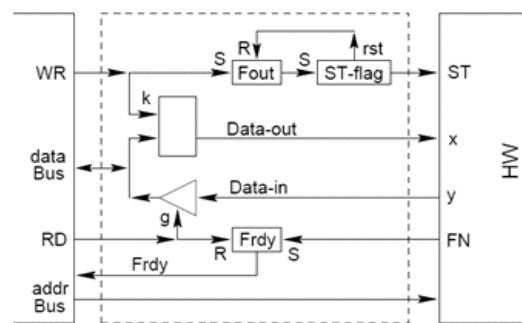 R rst
WR S Fout S ST-flag ST
k
Data-out x
data
Bus
Data-in y
g
RD R Frdy S FN
Frdy
addr
Bus
HW